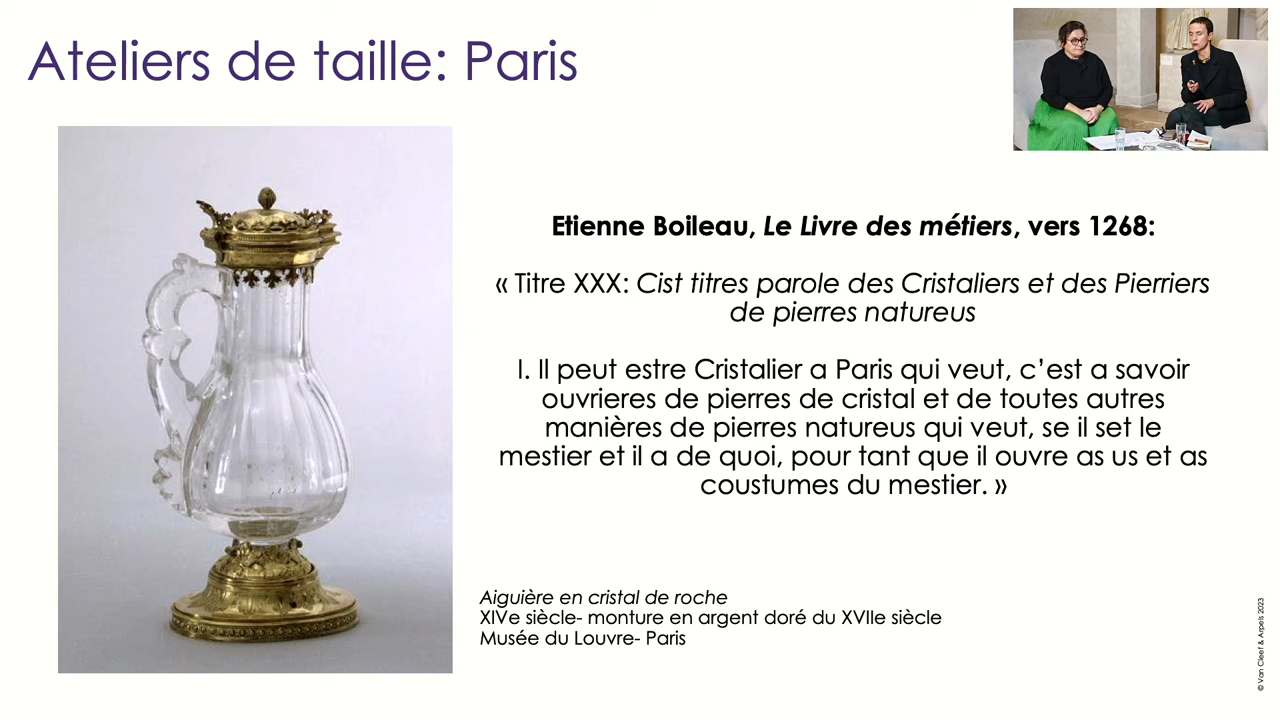 Ateliers de taille: Paris
Etienne Boileau, Le Livre des métiers, vers 1268:
« Titre XXX: Cist titres parole des Cristaliers et des Pierriers
de pierres natureus
I. Il peut estre Cristalier a Paris qui veut, c’est a savoir
ouvrieres de pierres de cristal et de toutes autres
manières de pierres natureus qui veut, se il set le
mestier et il a de quoi, pour tant que il ouvre as us et as
coustumes du mestier. »
Aiguière en cristal de roche
XIVe siècle- monture en argent doré du XVIIe siècle
Musée du Louvre- Paris
© Van Cleef & Arpels 2023